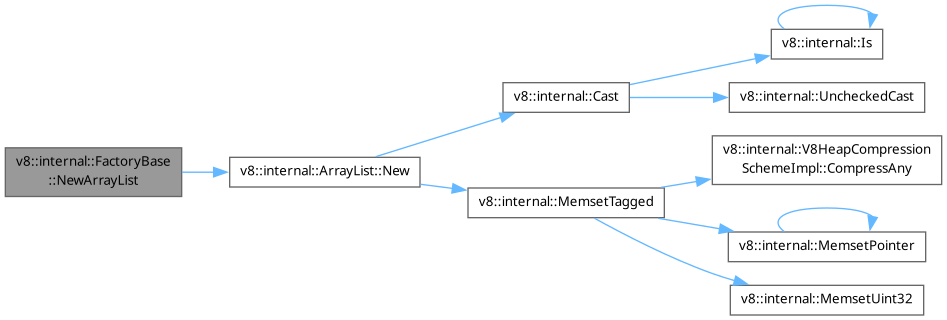 v8::internal::Is
v8::internal::Cast
v8::internal::UncheckedCast
v8::internal::FactoryBase
::NewArrayList
v8::internal::ArrayList::New
v8::internal::V8HeapCompression
SchemeImpl::CompressAny
v8::internal::MemsetTagged
v8::internal::MemsetPointer
v8::internal::MemsetUint32